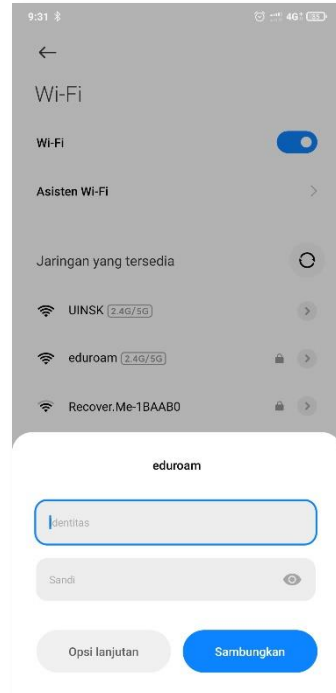 9:31 4G+ 55
Wi-Fi
Wi-Fi
Asisten Wi-Fi
Jaringan yang tersedia
UINSK 2.4G/5G
eduroam 2.4G/5G
Recover.Me-1BAAB0
eduroam
Identitas
Sandi
Opsi lanjutan Sambungkan